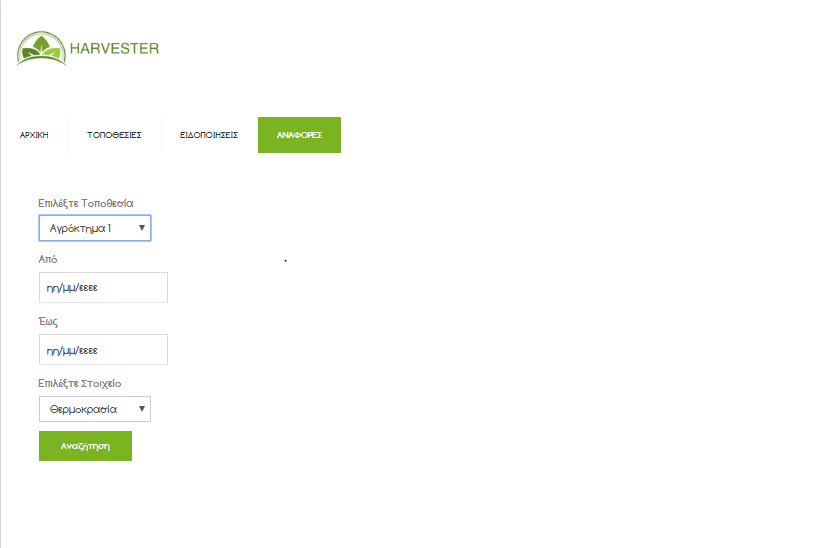 HARVESTER
ΑΡΧΙΚΗ ΤΟΠΟΘΕΣΙΕΣ ΕΙΔΟΠΟΙΗΣΕΙΣ ΑΝΑΦΟΡΕΣ
Επιλέξτε Τοποθεσία
Αγρόκτημα 1
Από
ηη/μμ/εεεε
Έως
ηη/μμ/εεεε
Επιλέξτε Στοιχείο
Θερμοκρασία
Αναζήτηση